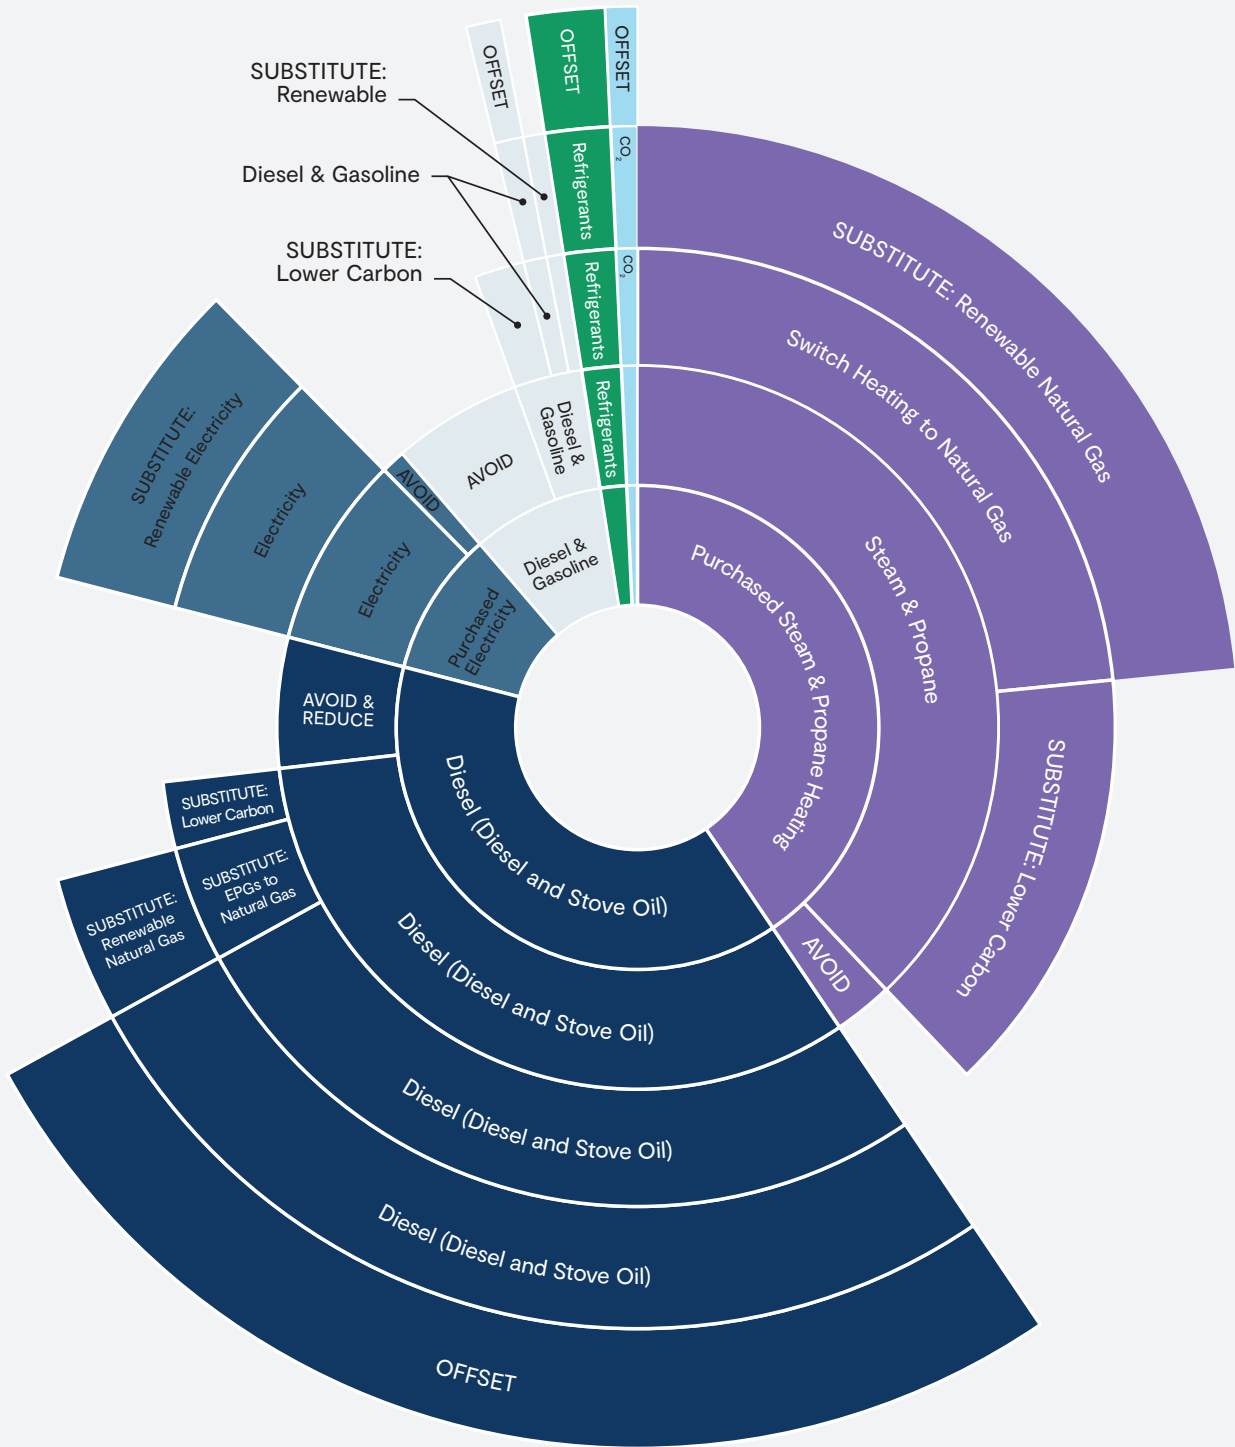 OFFSET
OFFSET
OFFSET
SUBSTITUTE:
Renewable
Diesel & Gasoline
SUBSTITUTE:
Lower Carbon
Refrigerants
CO₂
Refrigerants
CO₂
Refrigerants
SUBSTITUTE: Renewable Natural Gas
Switch Heating to Natural Gas
Steam & Propane
Purchased Steam & Propane Heating
SUBSTITUTE: Lower Carbon
AVOID
SUBSTITUTE:
Renewable Electricity
Electricity
Electricity
AVOID
Purchased
Electricity
AVOID
Diesel &
Gasoline
Diesel &
Gasoline
AVOID &
REDUCE
SUBSTITUTE:
Lower Carbon
SUBSTITUTE:
EPGs to
Natural Gas
SUBSTITUTE:
Renewable
Natural Gas
Diesel (Diesel and Stove Oil)
Diesel (Diesel and Stove Oil)
Diesel (Diesel and Stove Oil)
Diesel (Diesel and Stove Oil)
OFFSET